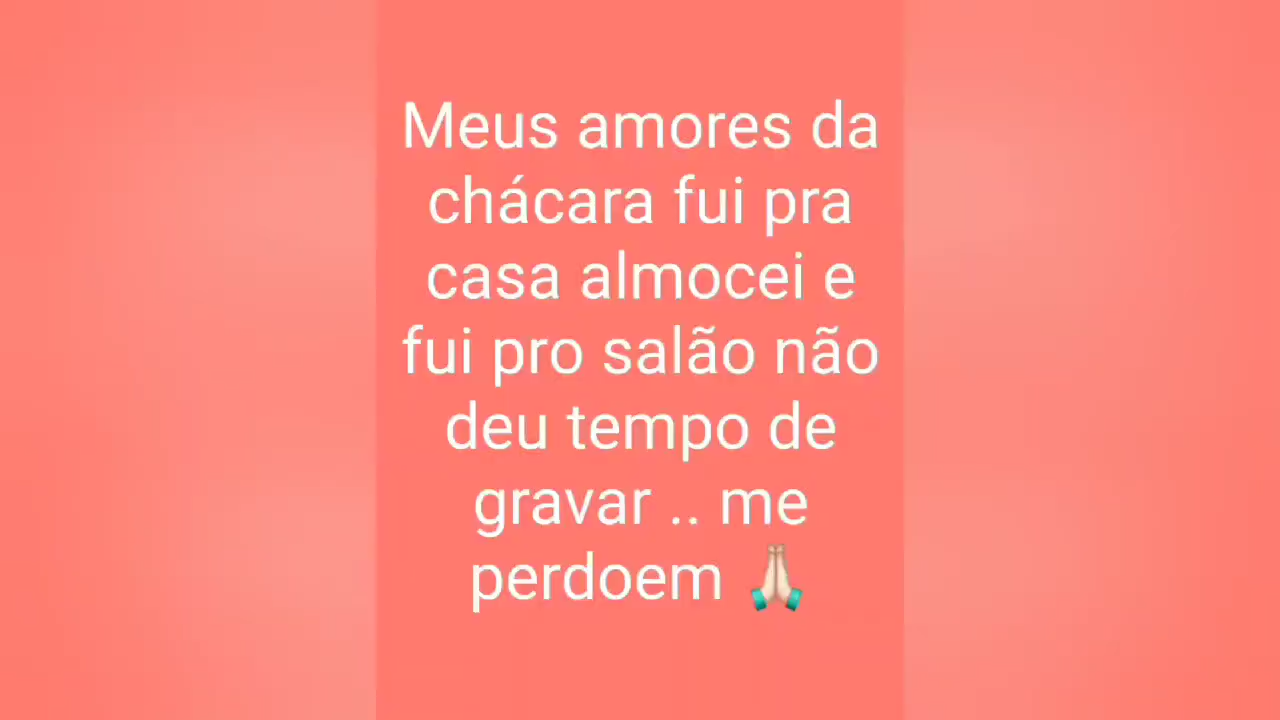 Meus amores da
chácara fui pra
casa almocei e
fui pro salão não
deu tempo de
gravar .. me
perdoem 🙏🏻